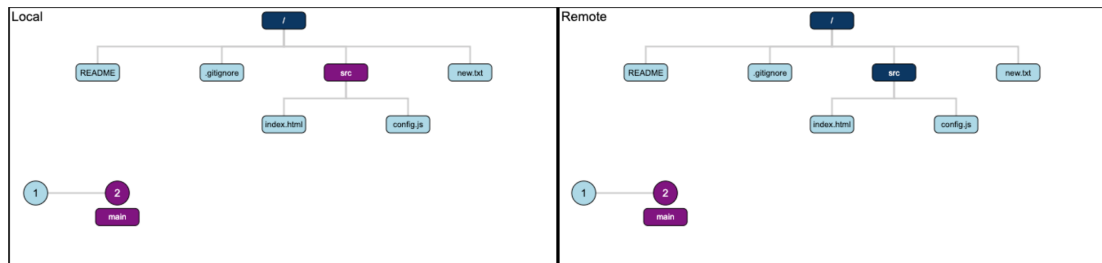 Local
/
README
.gitignore
src
new.txt
index.html
config.js
1
2
main
Remote
/
README
.gitignore
src
new.txt
index.html
config.js
1
2
main